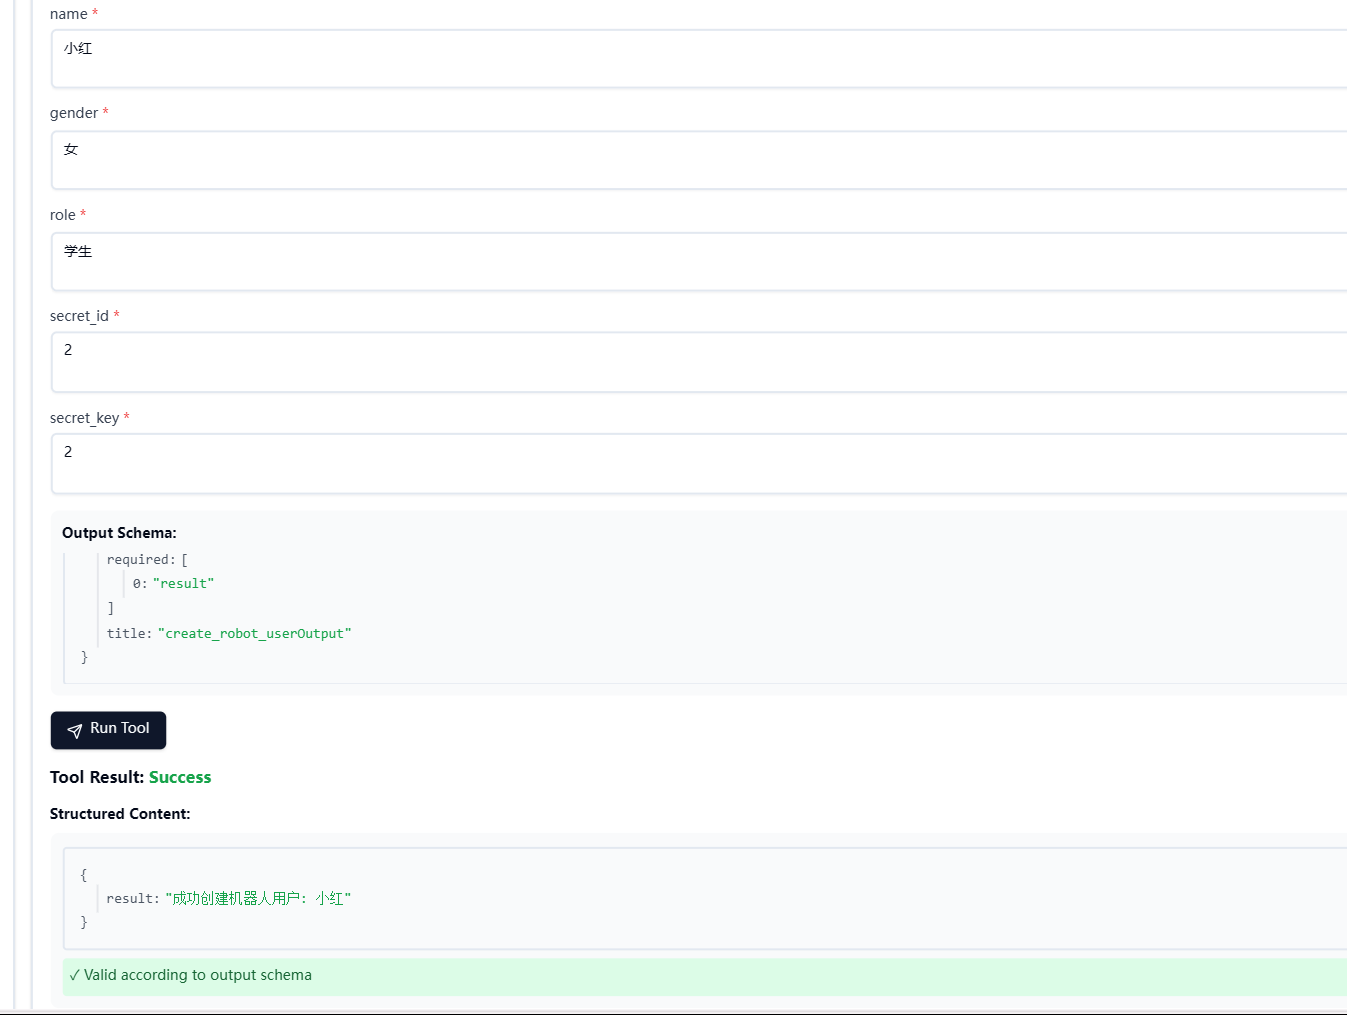 name *
小红
gender *
女
role *
学生
secret_id *
2
secret_key *
2
Output Schema:
required: [
0: "result"
]
title: "create_robot_userOutput"
}
Run Tool
Tool Result: Success
Structured Content:
{
result: "成功创建机器人用户: 小红"
}
✓ Valid according to output schema